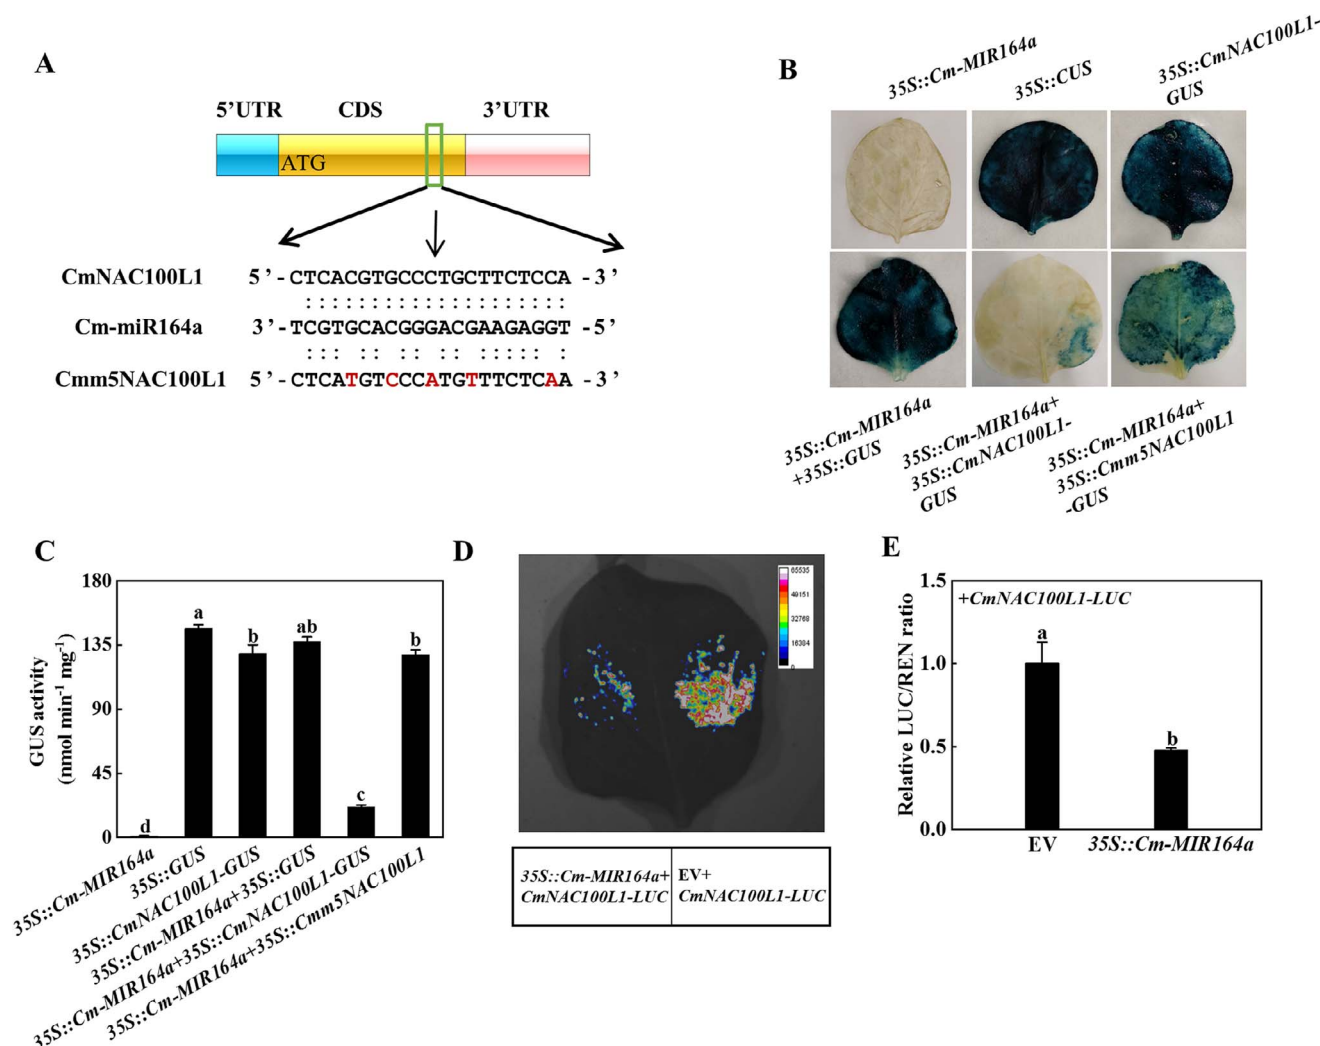 A
5’UTR CDS 3’UTR
ATG
CmNAC100L1 5’-CTCACGTGCCCTGCTTCTCCA-3’
:::::::::::::::::::
Cm-miR164a 3’-TCGTGCACGGGACGAAGAGGT-5’
::: :: :: :: ::::: :
Cmm5NAC100L1 5’-CTCATGTCCCATGTTTCTCAA-3’
B
35S::Cm-MIR164a
35S::CUS
35S::CmNAC100L1-
GUS
35S::Cm-MIR164a
+35S::GUS
35S::Cm-MIR164a+
35S::CmNAC100L1-
GUS
35S::Cm-MIR164a+
35S::Cmm5NAC100L1
-GUS
C
GUS activity
(nmol min⁻¹ mg⁻¹)
180
135
90
45
0
d
a
b
ab
c
b
35S::Cm-MIR164a
35S::GUS
35S::CmNAC100L1-GUS
35S::Cm-MIR164a+35S::GUS
35S::Cm-MIR164a+35S::CmNAC100L1-GUS
35S::Cm-MIR164a+35S::Cmm5NAC100L1
D
65535
49151
32768
16384
0
35S::Cm-MIR164a+
CmNAC100L1-LUC
EV+
CmNAC100L1-LUC
E
Relative LUC/REN ratio
1.5
1.0
0.5
0.0
+CmNAC100L1-LUC
a
b
EV
35S::Cm-MIR164a